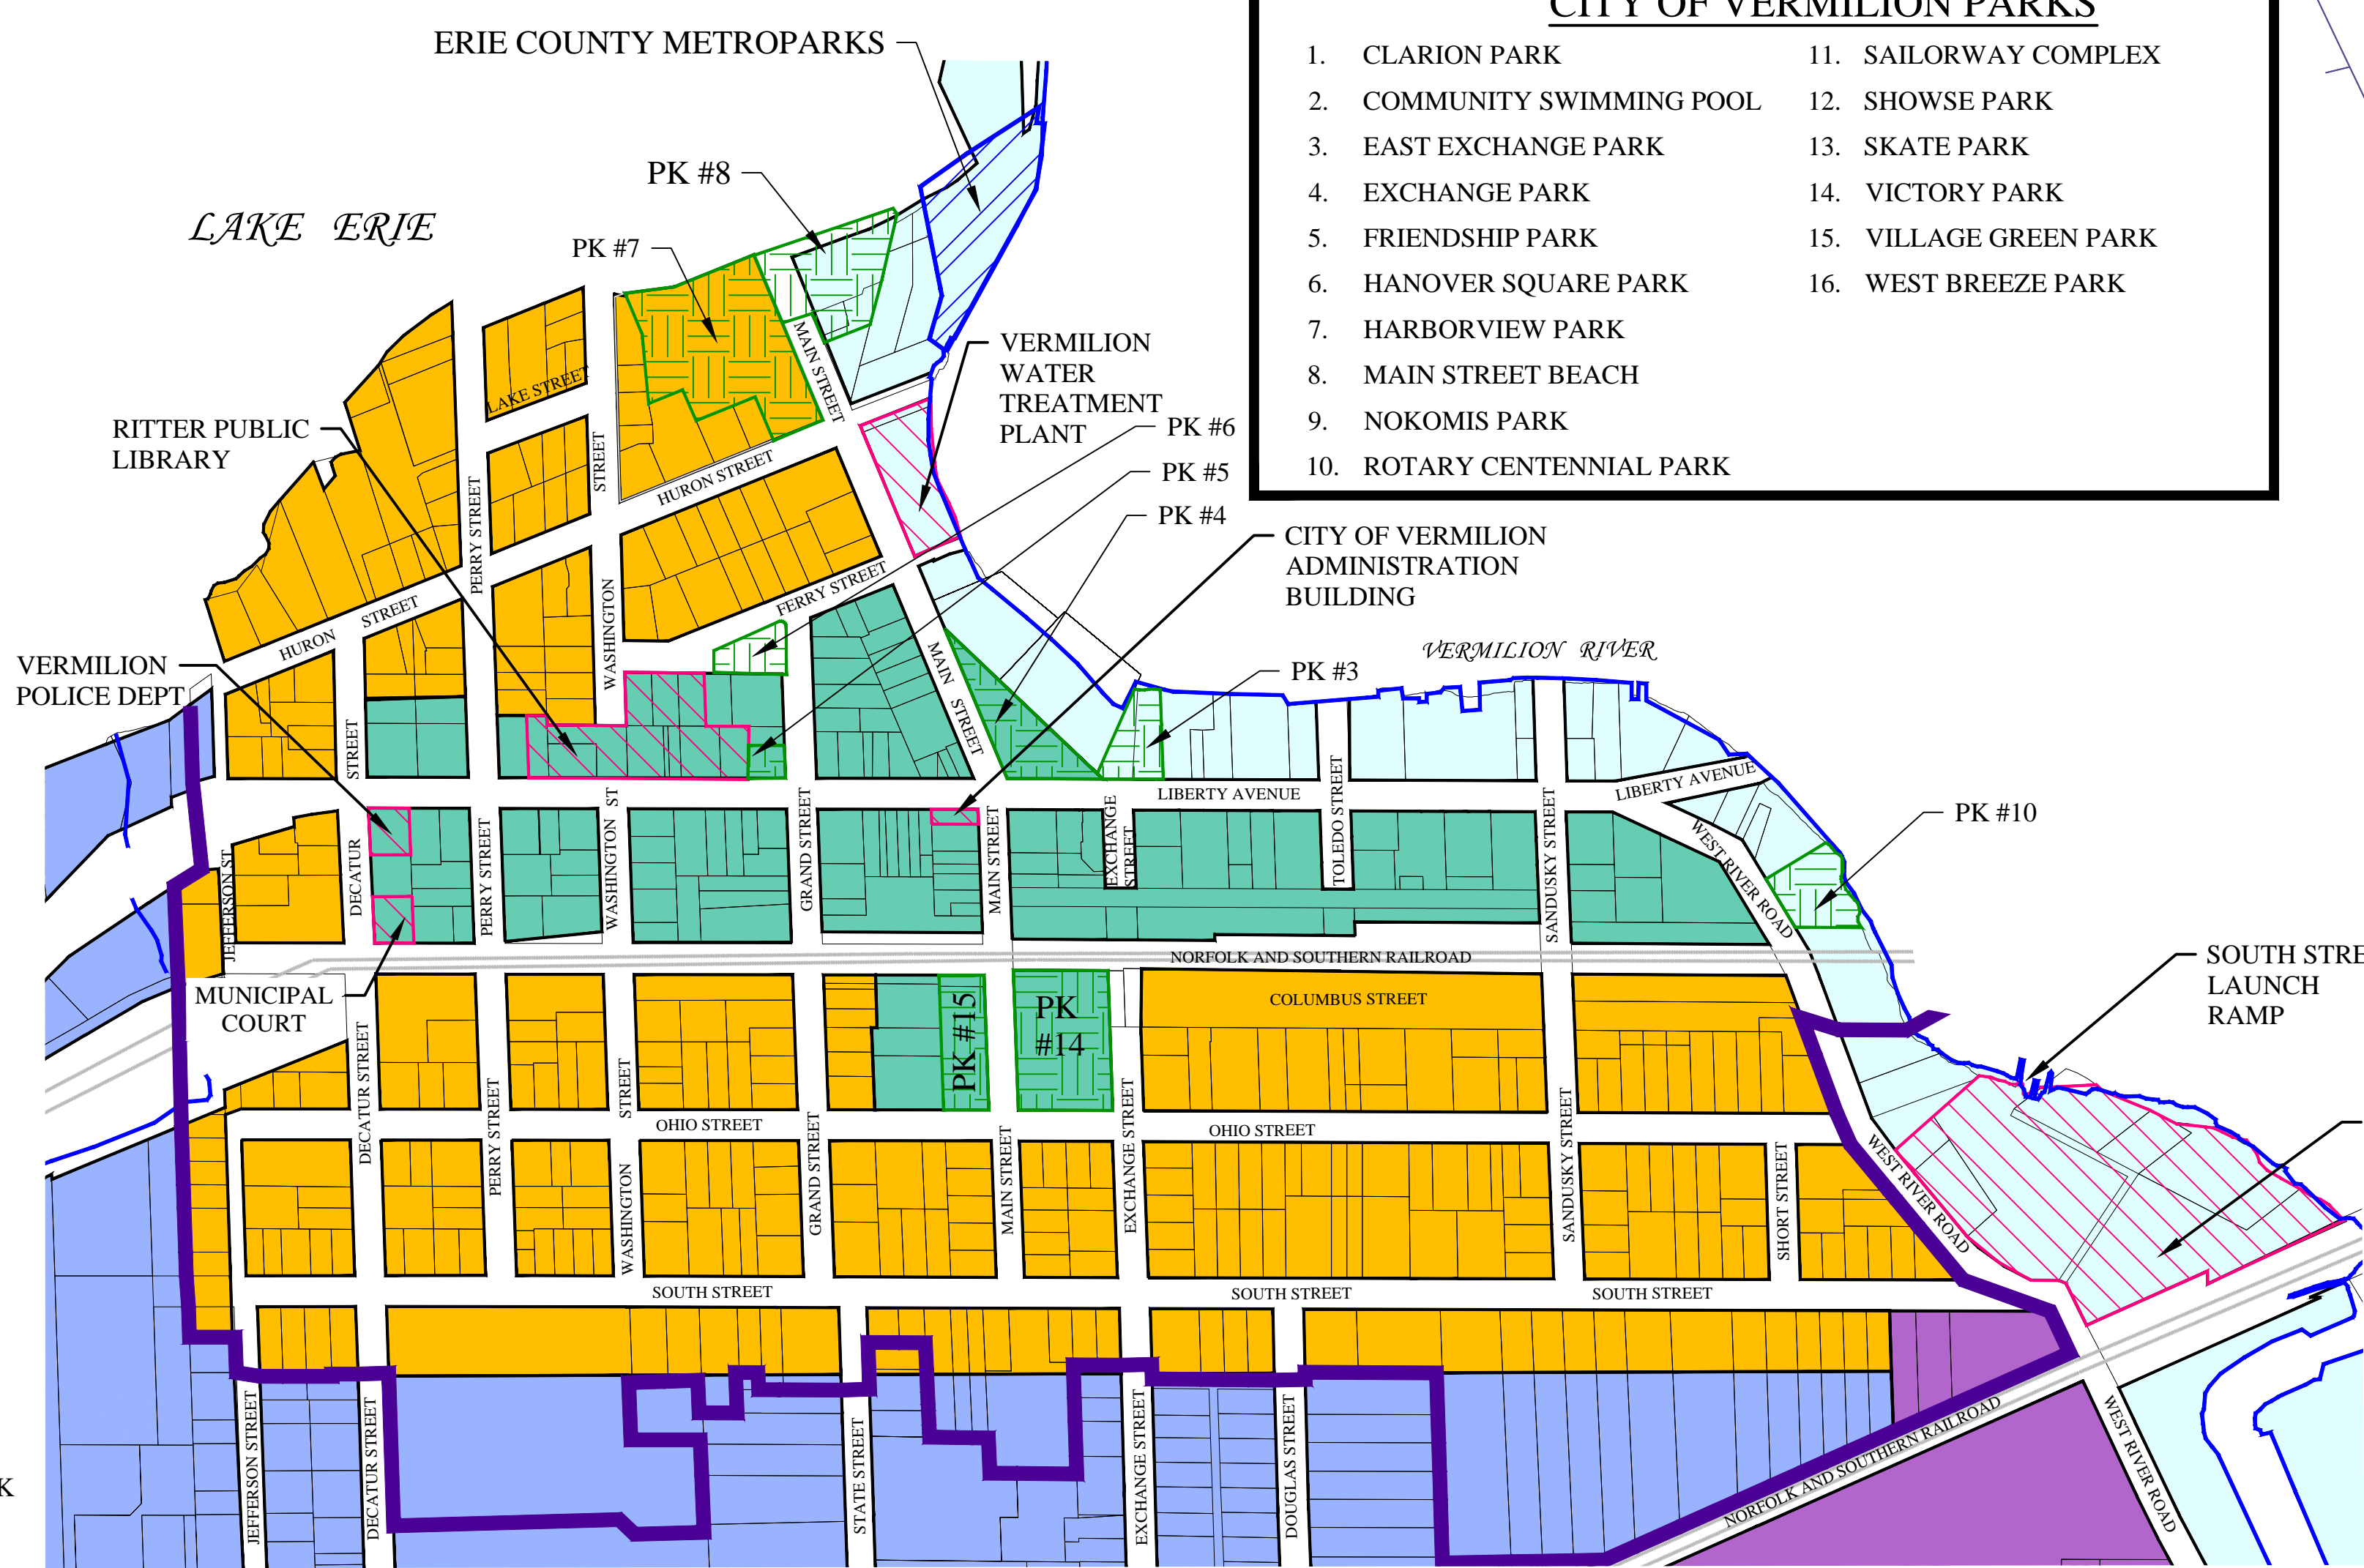 CITY OF VERMILION PARKS
1. CLARION PARK
2. COMMUNITY SWIMMING POOL
3. EAST EXCHANGE PARK
4. EXCHANGE PARK
5. FRIENDSHIP PARK
6. HANOVER SQUARE PARK
7. HARBORVIEW PARK
8. MAIN STREET BEACH
9. NOKOMIS PARK
10. ROTARY CENTENNIAL PARK
11. SAILORWAY COMPLEX
12. SHOWSE PARK
13. SKATE PARK
14. VICTORY PARK
15. VILLAGE GREEN PARK
16. WEST BREEZE PARK
ERIE COUNTY METROPARKS
PK #8
LAKE ERIE
PK #7
MAIN STREET
VERMILION
WATER
TREATMENT
PLANT
LAKE STREET
RITTER PUBLIC
LIBRARY
PK #6
PK #5
PK #4
STREET
HURON STREET
PERRY STREET
CITY OF VERMILION
ADMINISTRATION
BUILDING
FERRY STREET
WASHINGTON
HURON STREET
VERMILION
POLICE DEPT
MAIN STREET
VERMILION RIVER
PK #3
STREET
LIBERTY AVENUE
LIBERTY AVENUE
TOLEDO STREET
PK #10
JEFFERSON ST
DECATUR
PERRY STREET
WASHINGTON ST
GRAND STREET
MAIN STREET
EXCHANGE
STREET
SANDUSKY STREET
WEST RIVER ROAD
NORFOLK AND SOUTHERN RAILROAD
SOUTH STRE
LAUNCH
RAMP
MUNICIPAL
COURT
PK #15
PK
#14
COLUMBUS STREET
DECATUR STREET
PERRY STREET
STREET
WASHINGTON
OHIO STREET
GRAND STREET
MAIN STREET
EXCHANGE STREET
OHIO STREET
SANDUSKY STREET
SHORT STREET
WEST RIVER ROAD
SOUTH STREET
SOUTH STREET
SOUTH STREET
K
JEFFERSON STREET
DECATUR STREET
STATE STREET
EXCHANGE STREET
DOUGLAS STREET
NORFOLK AND SOUTHERN RAILROAD
WEST RIVER ROAD